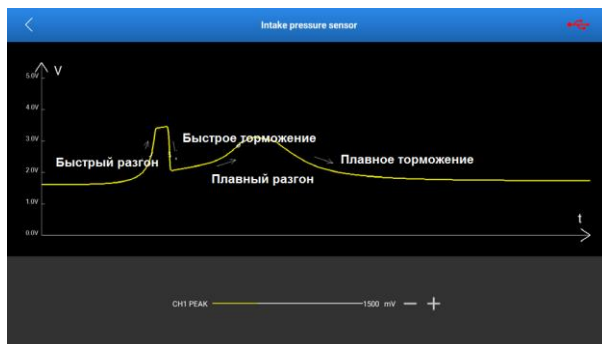 Intake pressure sensor
V
5.0V
4.0V
3.0V
2.0V
1.0V
0.0V
Быстрый разгон
Быстрое торможение
Плавный разгон
Плавное торможение
t
CH1 PEAK 1500 mV